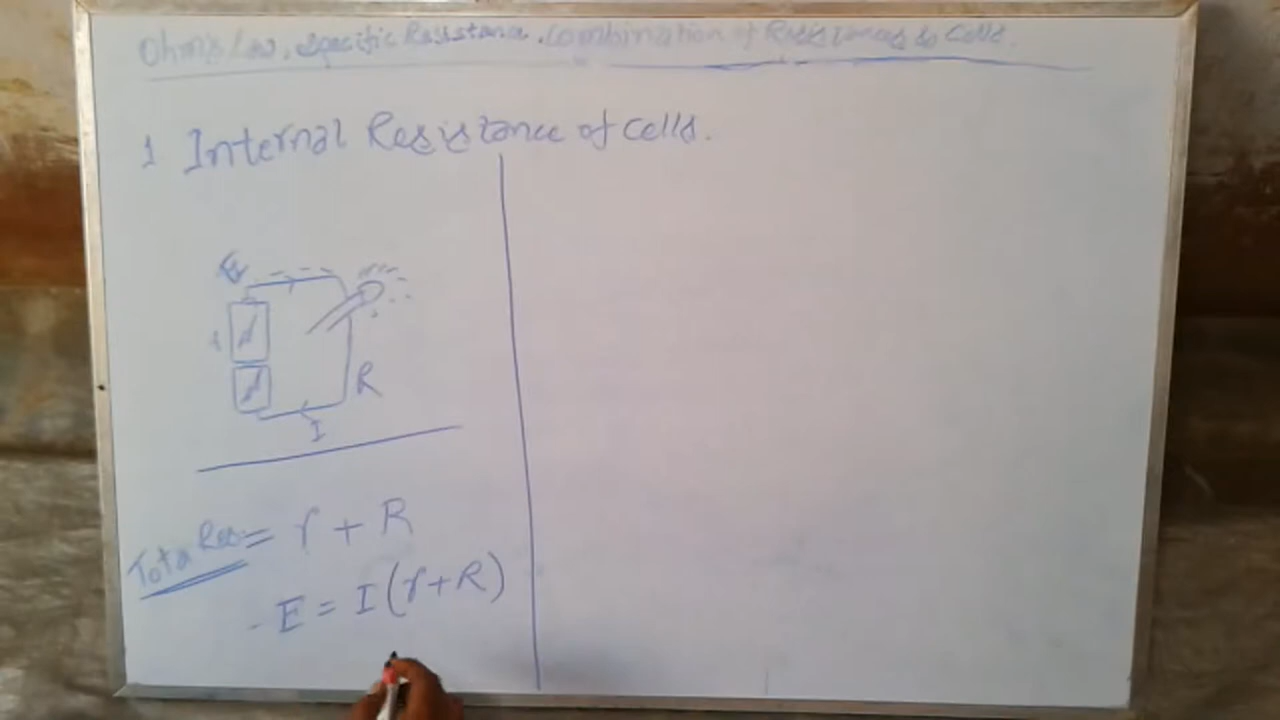 Ohm's Law, Specific Resistance, Combination of Resistances & Cells.
1 Internal Resistance of Cells.
E
r
R
I
Total Res = r + R
E = I(r+R)